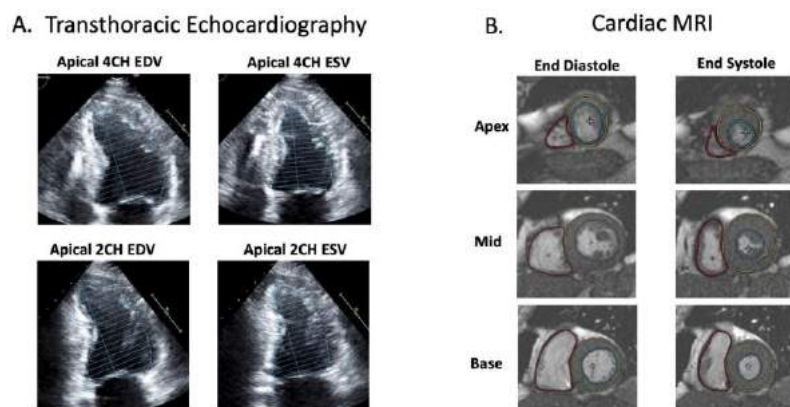 A. Transthoracic Echocardiography
Apical 4CH EDV
Apical 4CH ESV
Apical 2CH EDV
Apical 2CH ESV
B. Cardiac MRI
End Diastole
End Systole
Apex
Mid
Base